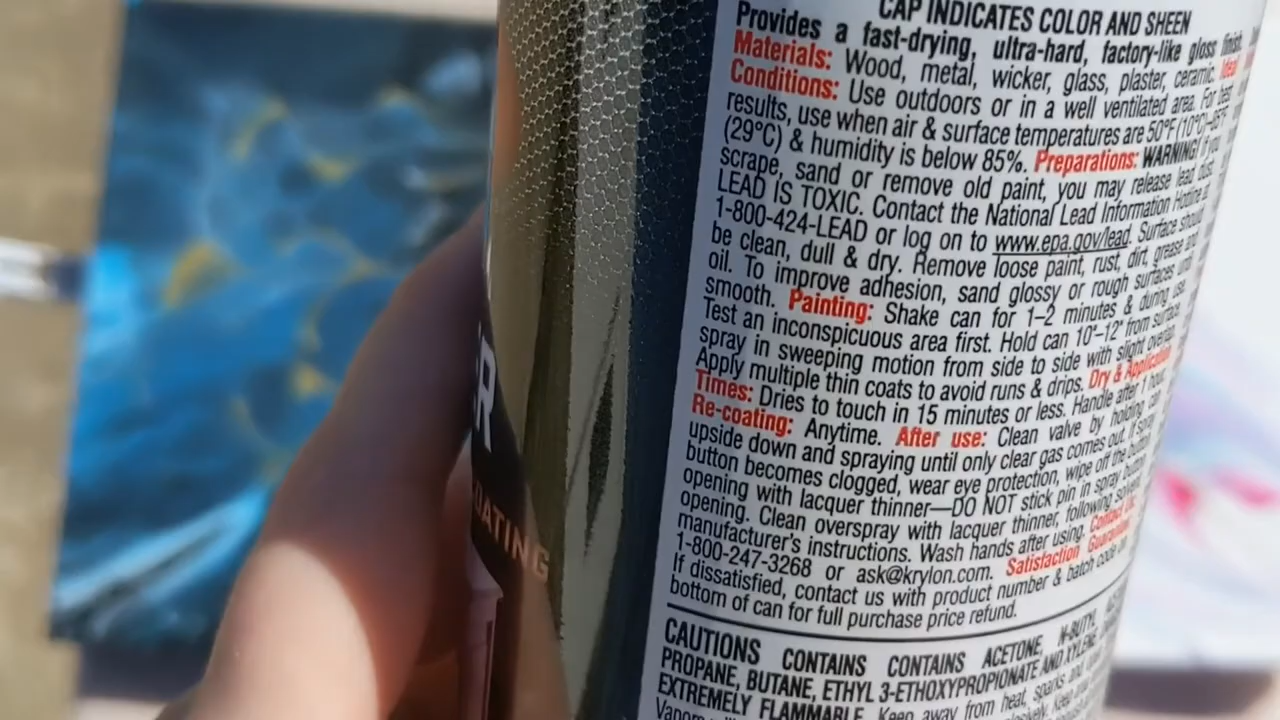 CAP INDICATES COLOR AND SHEEN
Provides a fast-drying, ultra-hard, factory-like gloss finish.
Materials: Wood, metal, wicker, glass, plaster, ceramic. Ideal
Conditions: Use outdoors or in a well ventilated area. For best
results, use when air & surface temperatures are 50°F(10°C)-85°F
(29°C) & humidity is below 85%. Preparations: WARNING! If you
scrape, sand or remove old paint, you may release lead dust.
LEAD IS TOXIC. Contact the National Lead Information Hotline at
1-800-424-LEAD or log on to www.epa.gov/lead. Surface should
be clean, dull & dry. Remove loose paint, rust, dirt, grease and
oil. To improve adhesion, sand glossy or rough surfaces until
smooth. Painting: Shake can for 1–2 minutes & during use.
Test an inconspicuous area first. Hold can 10"–12" from surface,
spray in sweeping motion from side to side with slight overlap.
Apply multiple thin coats to avoid runs & drips. Dry & Application
Times: Dries to touch in 15 minutes or less. Handle after 1 hour.
Re-coating: Anytime. After use: Clean valve by holding can
upside down and spraying until only clear gas comes out. If spray
button becomes clogged, wear eye protection, wipe off the button
opening with lacquer thinner—DO NOT stick pin in spray button
opening. Clean overspray with lacquer thinner, following solvent
manufacturer's instructions. Wash hands after using. Contact Us:
1-800-247-3268 or ask@krylon.com. Satisfaction Guarantee:
If dissatisfied, contact us with product number & batch code on
bottom of can for full purchase price refund.
CAUTIONS CONTAINS CONTAINS ACETONE, N-BUTYL
PROPANE, BUTANE, ETHYL 3-ETHOXYPROPIONATE AND XYLENE.
EXTREMELY FLAMMABLE. Keep away from heat, sparks and
R
COATING